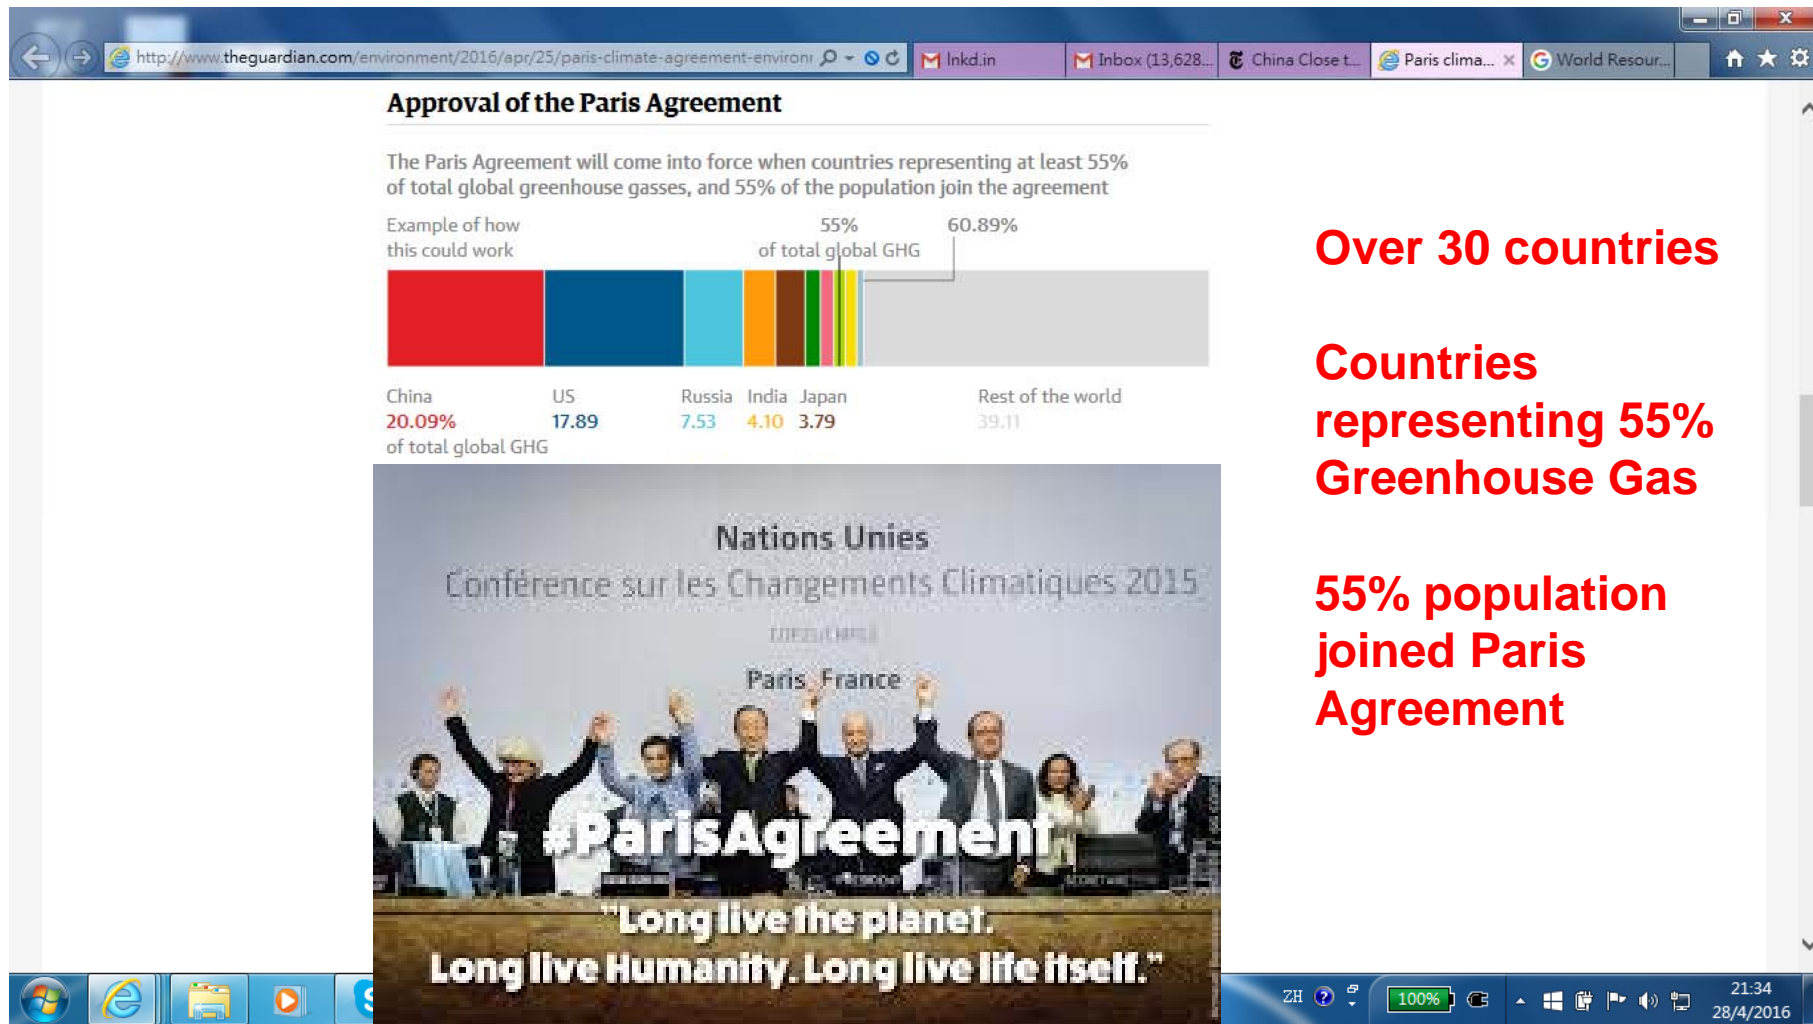 http://www.theguardian.com/environment/2016/apr/25/paris-climate-agreement-environr
lnkd.in
Inbox (13,628...
China Close t...
Paris clima...
World Resour...
Approval of the Paris Agreement
The Paris Agreement will come into force when countries representing at least 55%
of total global greenhouse gasses, and 55% of the population join the agreement
Example of how
this could work
55%
of total global GHG
60.89%
China
20.09%
of total global GHG
US
17.89
Russia
7.53
India
4.10
Japan
3.79
Rest of the world
39.11
Over 30 countries
Countries
representing 55%
Greenhouse Gas
55% population
joined Paris
Agreement
Nations Unies
Conférence sur les Changements Climatiques 2015
Paris, France
#ParisAgreement
"Long live the planet.
Long live Humanity. Long live life itself."
ZH
100%
21:34
28/4/2016